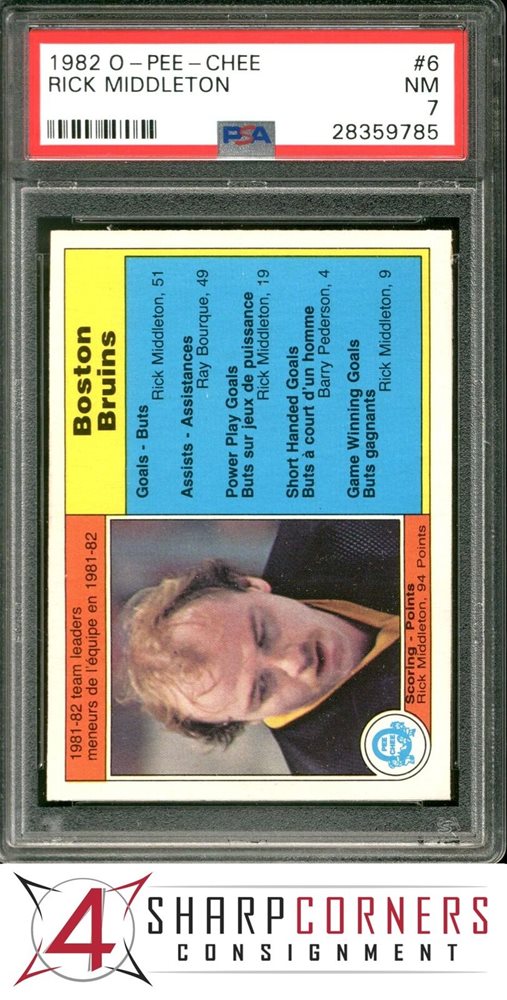 1982 O-PEE-CHEE #6
RICK MIDDLETON NM
7
PSA 28359785
1981-82 team leaders
meneurs de l'équipe en 1981-82
Boston
Bruins
Goals - Buts
Rick Middleton, 51
Assists - Assistances
Ray Bourque, 49
Power Play Goals
Buts sur jeux de puissance
Rick Middleton, 19
Short Handed Goals
Buts à court d'un homme
Barry Pederson, 4
Game Winning Goals
Buts gagnants
Rick Middleton, 9
Scoring - Points
Rick Middleton, 94 Points
O
PEE
CHEE
4 SHARPCORNERS
CONSIGNMENT